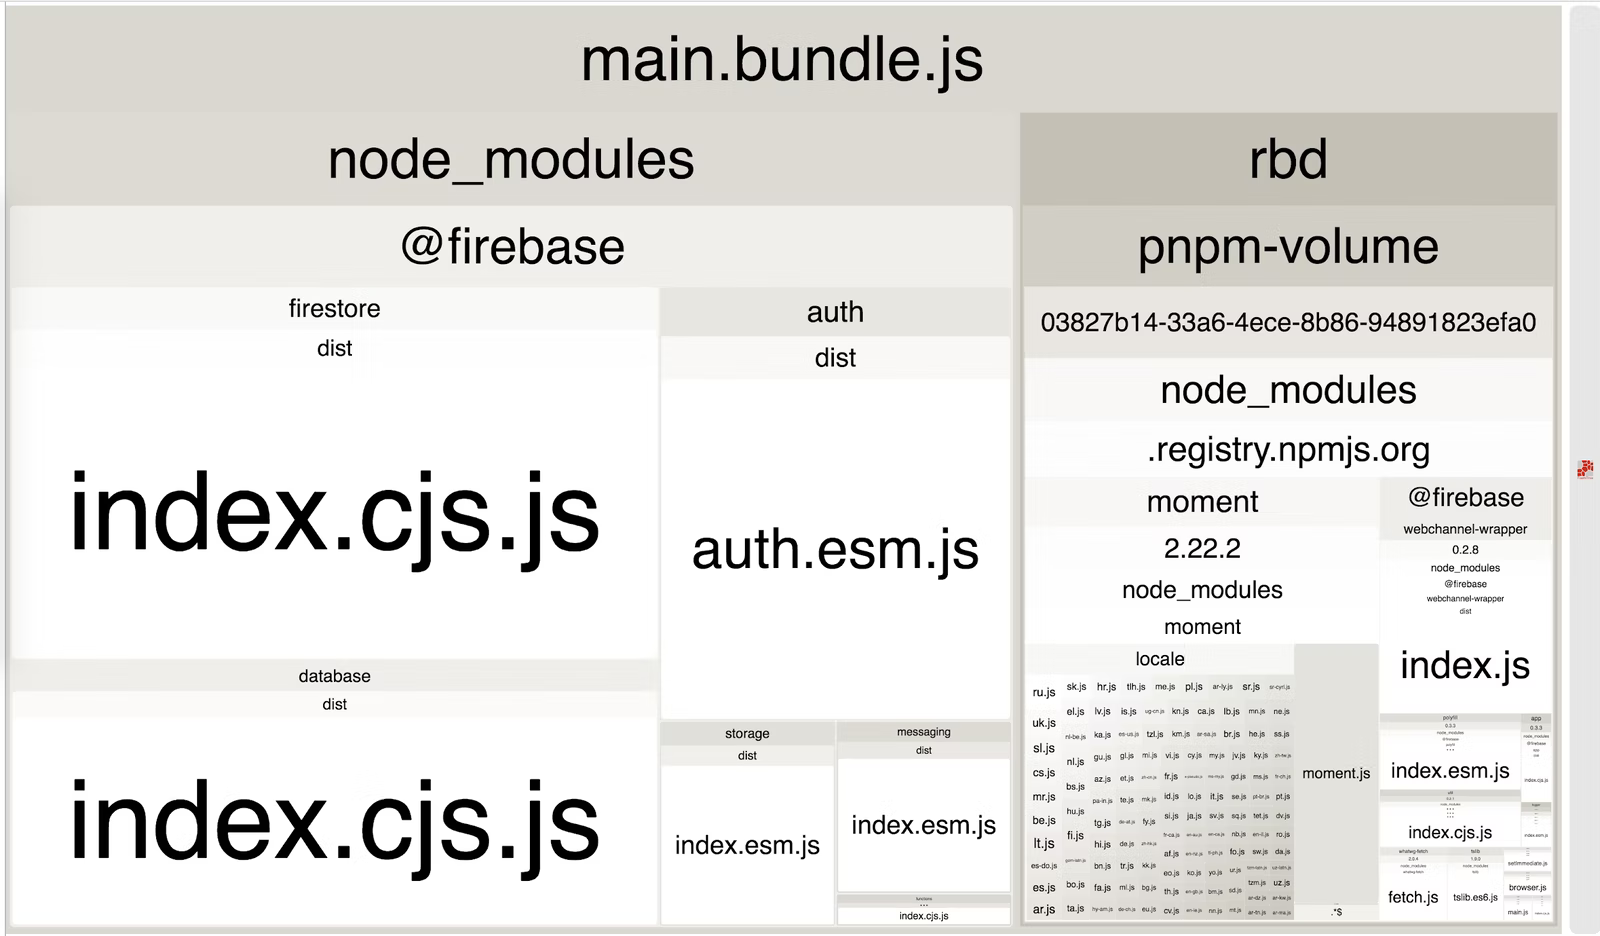 main.bundle.js
node_modules
rbd
@firebase
pnpm-volume
firestore
auth
03827b14-33a6-4ece-8b86-94891823efa0
dist
dist
node_modules
.registry.npmjs.org
index.cjs.js
auth.esm.js
moment
@firebase
2.22.2
webchannel-wrapper
node_modules
0.2.8
moment
node_modules
@firebase
webchannel-wrapper
dist
index.js
database
dist
index.cjs.js
storage
dist
index.esm.js
messaging
dist
index.esm.js
functions
index.cjs.js
locale
ru.js sk.js hr.js tlh.js me.js pl.js ar-ly.js sr.js sr-cyrl.js
el.js lv.js is.js ug-cn.js kn.js ca.js lb.js mn.js ne.js
uk.js
nl-be.js ka.js es-us.js tzl.js km.js ar-sa.js br.js he.js ss.js
sl.js
nl.js gu.js gl.js mi.js vi.js cy.js my.js jv.js ky.js
cs.js
bs.js az.js et.js fr.js gd.js ms.js fr-ch.js
mr.js
pa-in.js te.js mk.js id.js lo.js it.js se.js pt-br.js pt.js
be.js
hu.js tg.js de-at.js fy.js si.js ja.js sv.js sq.js tet.js dv.js
lt.js
fi.js hi.js de.js fr-ca.js en-au.js en-ca.js nb.js en-il.js ro.js
af.js en-nz.js fo.js sw.js da.js
es-do.js bn.js tr.js kk.js eo.js ko.js yo.js ur.js
es.js bo.js fa.js ml.js bg.js th.js en-gb.js bm.js sd.js tzm.js uz.js
ar-dz.js ar-kw.js
ar.js ta.js hy-am.js de-ch.js eu.js cv.js en-ie.js nn.js mt.js ar-tn.js ar-ma.js
moment.js
.*$
polyfill
0.3.3
node_modules
@firebase
index.esm.js
app
0.3.3
node_modules
@firebase
index.cjs.js
util
node_modules
index.cjs.js
index.esm.js
whatwg-fetch
2.0.4
node_modules
whatwg-fetch
fetch.js
tslib
1.9.0
node_modules
tslib
tslib.es6.js
setImmediate.js
browser.js
main.js